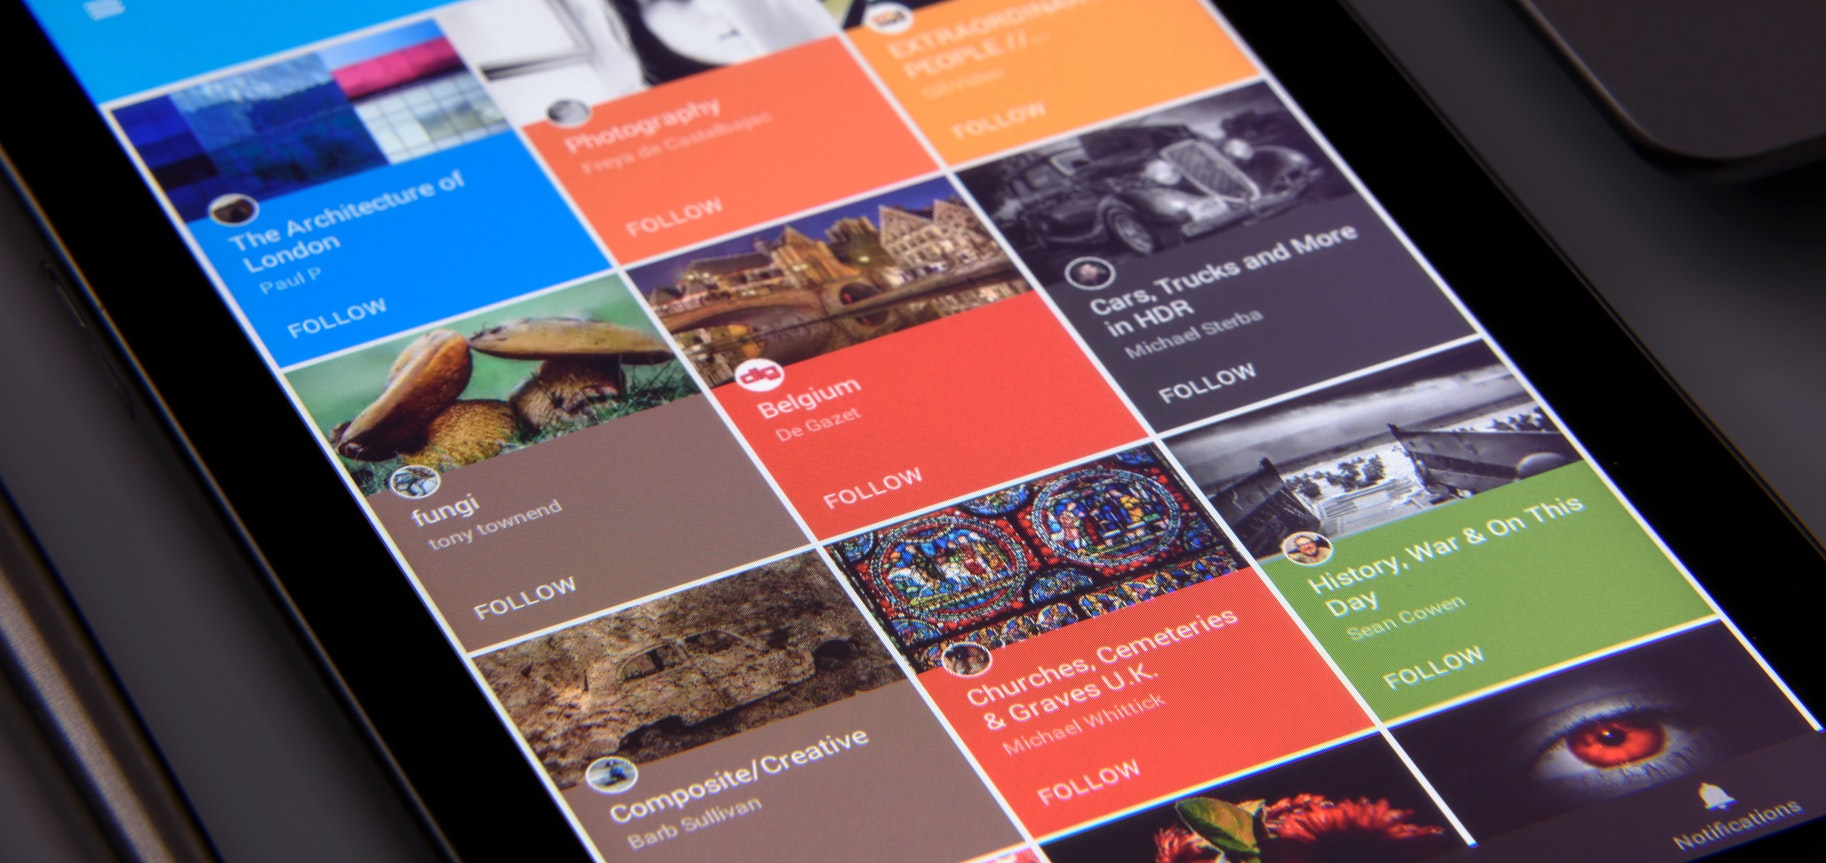 EXTRAORDINARY
PEOPLE //...
FOLLOW
Photography
Freya de Castelbajac
FOLLOW
The Architecture of
London
Paul P
FOLLOW
Cars, Trucks and More
in HDR
Michael Sterba
FOLLOW
Belgium
De Gazet
FOLLOW
fungi
tony townend
FOLLOW
History, War & On This
Day
Sean Cowen
FOLLOW
Churches, Cemeteries
& Graves U.K.
Michael Whittick
FOLLOW
Composite/Creative
Barb Sullivan
Notifications